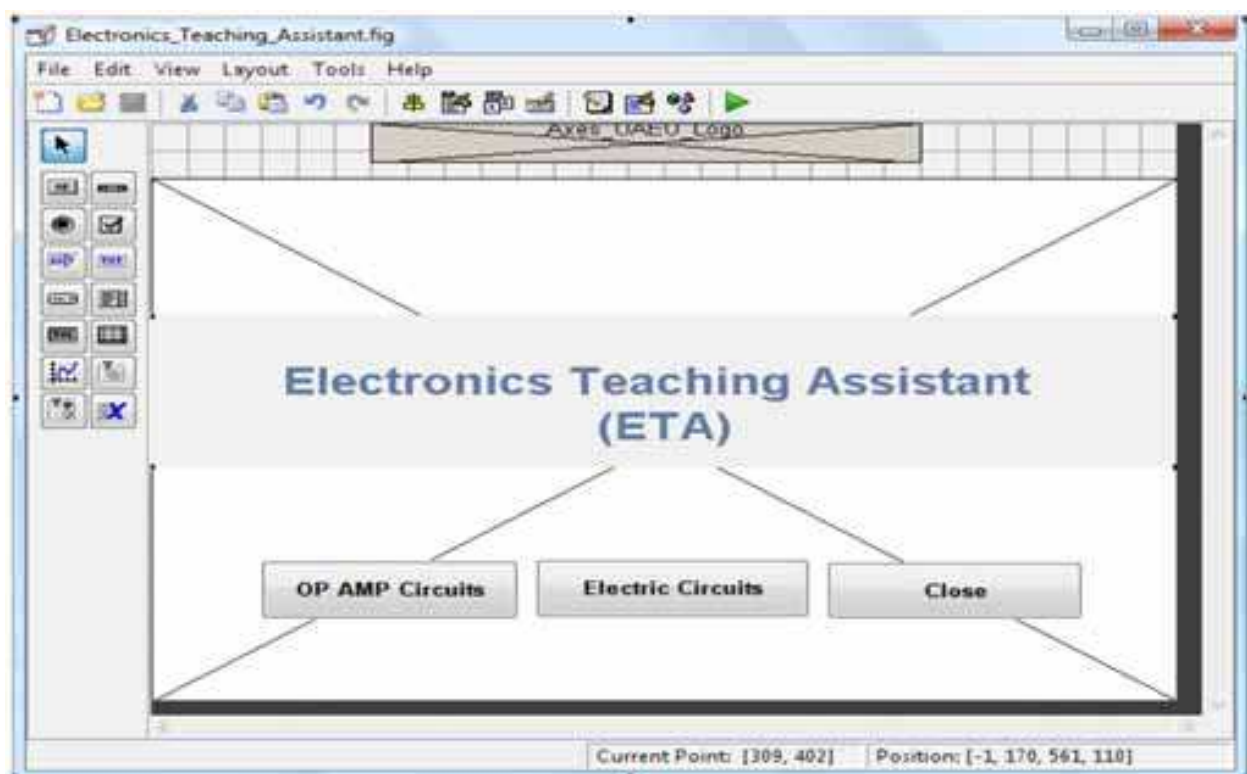 Electronics_Teaching_Assistant.fig
File Edit View Layout Tools Help
Axes_UAEU_Logo
Electronics Teaching Assistant
(ETA)
OP AMP Circuits
Electric Circuits
Close
Current Point: [309, 402] Position: [-1, 170, 561, 110]